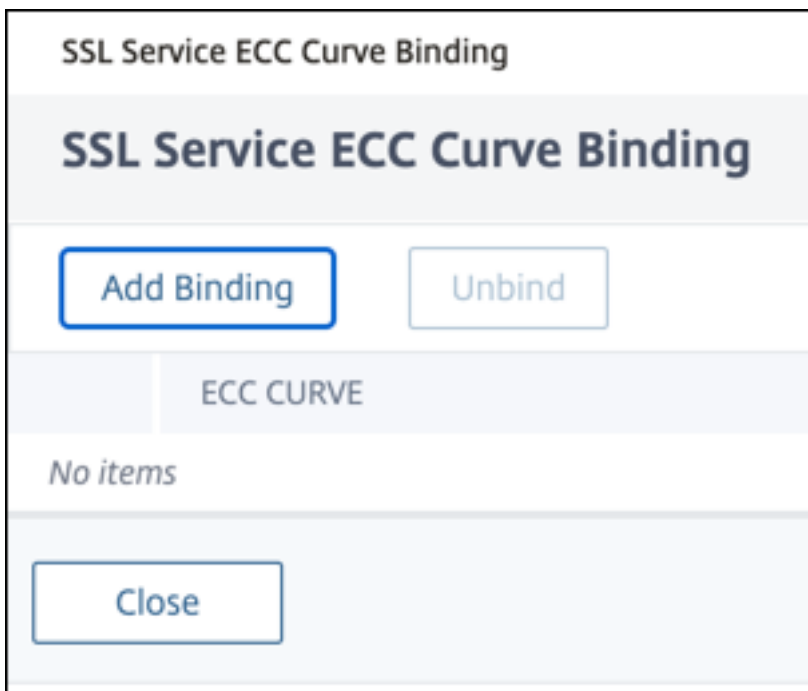 SSL Service ECC Curve Binding
SSL Service ECC Curve Binding
Add Binding Unbind
ECC CURVE
No items
Close